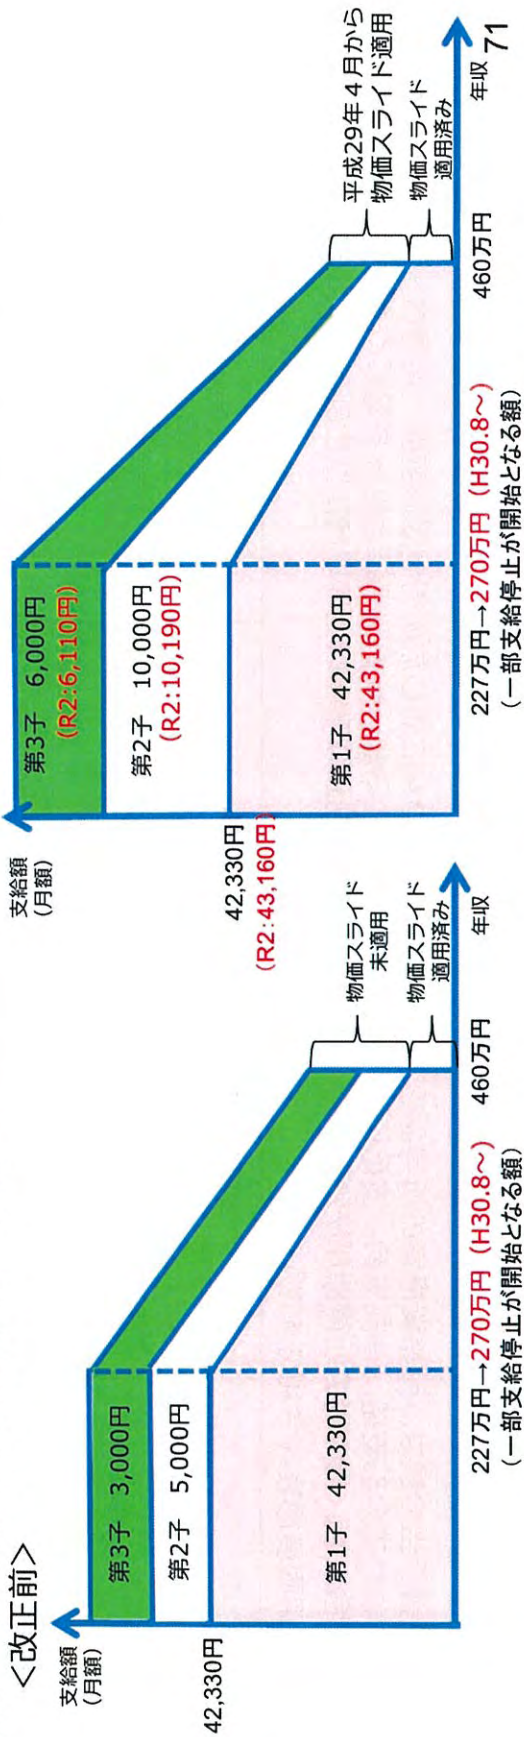 <改正前>
支給額
(月額)
42,330円
第3子 3,000円
第2子 5,000円
第1子 42,330円
物価スライド
未適用
物価スライド
適用済み
年収
460万円
227万円→270万円(H30.8~)
(一部支給停止が開始となる額)
支給額
(月額)
42,330円
(R2:43,160円)
第3子 6,000円
(R2:6,110円)
第2子 10,000円
(R2:10,190円)
第1子 42,330円
(R2:43,160円)
平成29年4月から
物価スライド適用
物価スライド
適用済み
年収
460万円
227万円→270万円(H30.8~)
(一部支給停止が開始となる額)
71